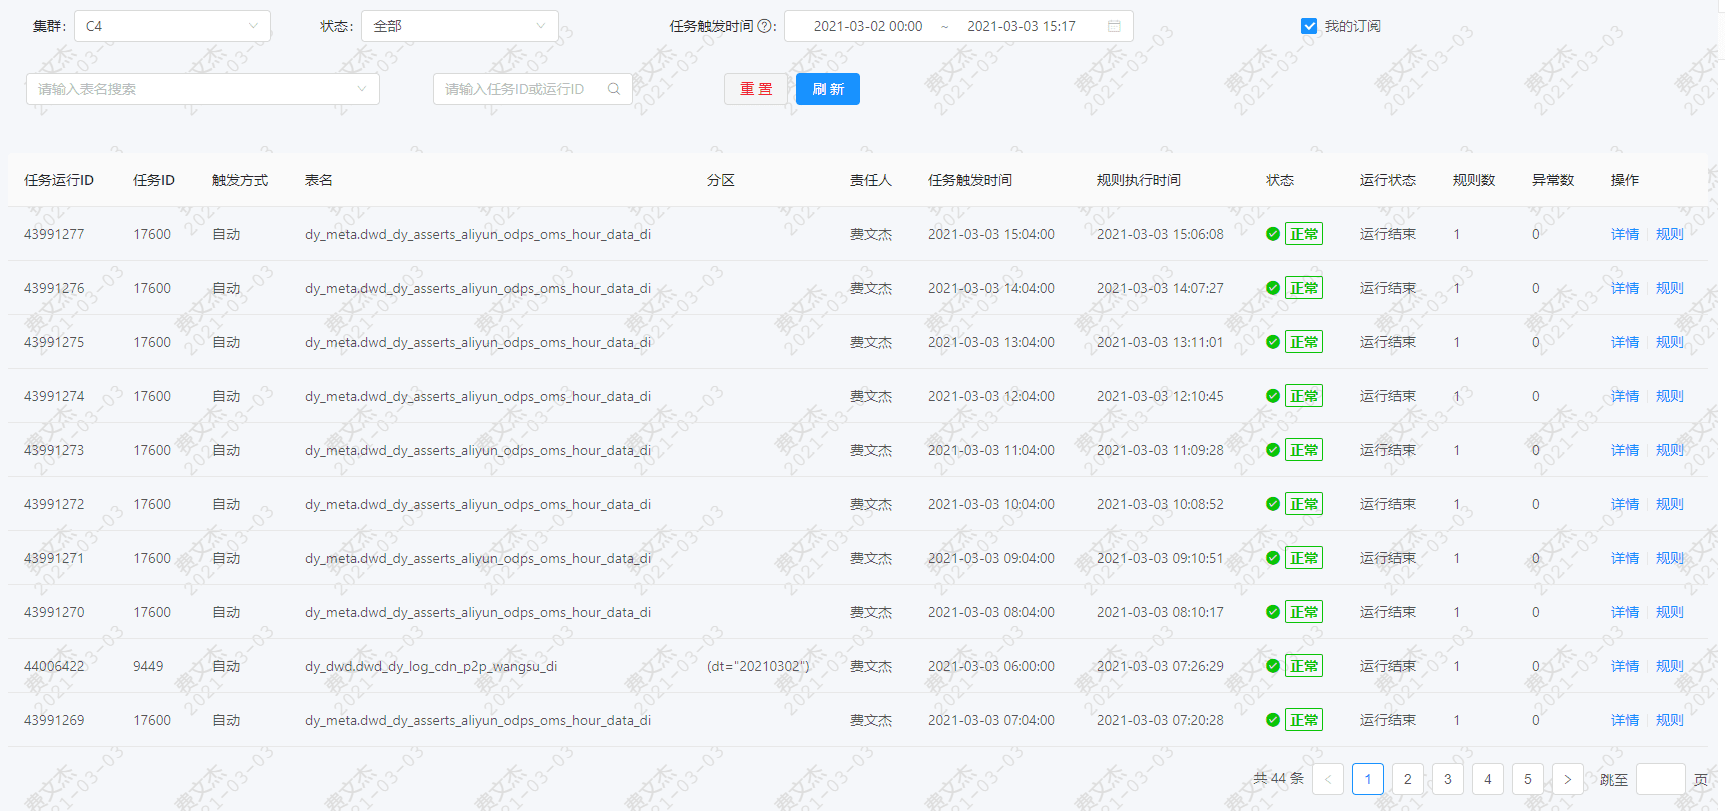 集群: C4 状态: 全部 任务触发时间 ?: 2021-03-02 00:00 ~ 2021-03-03 15:17 我的订阅
请输入表名搜索 请输入任务ID或运行ID 重 置 刷 新
任务运行ID 任务ID 触发方式 表名 分区 责任人 任务触发时间 规则执行时间 状态 运行状态 规则数 异常数 操作
43991277 17600 自动 dy_meta.dwd_dy_asserts_aliyun_odps_oms_hour_data_di 费文杰 2021-03-03 15:04:00 2021-03-03 15:06:08 正常 运行结束 1 0 详情 规则
43991276 17600 自动 dy_meta.dwd_dy_asserts_aliyun_odps_oms_hour_data_di 费文杰 2021-03-03 14:04:00 2021-03-03 14:07:27 正常 运行结束 1 0 详情 规则
43991275 17600 自动 dy_meta.dwd_dy_asserts_aliyun_odps_oms_hour_data_di 费文杰 2021-03-03 13:04:00 2021-03-03 13:11:01 正常 运行结束 1 0 详情 规则
43991274 17600 自动 dy_meta.dwd_dy_asserts_aliyun_odps_oms_hour_data_di 费文杰 2021-03-03 12:04:00 2021-03-03 12:10:45 正常 运行结束 1 0 详情 规则
43991273 17600 自动 dy_meta.dwd_dy_asserts_aliyun_odps_oms_hour_data_di 费文杰 2021-03-03 11:04:00 2021-03-03 11:09:28 正常 运行结束 1 0 详情 规则
43991272 17600 自动 dy_meta.dwd_dy_asserts_aliyun_odps_oms_hour_data_di 费文杰 2021-03-03 10:04:00 2021-03-03 10:08:52 正常 运行结束 1 0 详情 规则
43991271 17600 自动 dy_meta.dwd_dy_asserts_aliyun_odps_oms_hour_data_di 费文杰 2021-03-03 09:04:00 2021-03-03 09:10:51 正常 运行结束 1 0 详情 规则
43991270 17600 自动 dy_meta.dwd_dy_asserts_aliyun_odps_oms_hour_data_di 费文杰 2021-03-03 08:04:00 2021-03-03 08:10:17 正常 运行结束 1 0 详情 规则
44006422 9449 自动 dy_dwd.dwd_dy_log_cdn_p2p_wangsu_di (dt="20210302") 费文杰 2021-03-03 06:00:00 2021-03-03 07:26:29 正常 运行结束 1 0 详情 规则
43991269 17600 自动 dy_meta.dwd_dy_asserts_aliyun_odps_oms_hour_data_di 费文杰 2021-03-03 07:04:00 2021-03-03 07:20:28 正常 运行结束 1 0 详情 规则
共 44 条 < 1 2 3 4 5 > 跳至 页
费文杰
2021-03-03